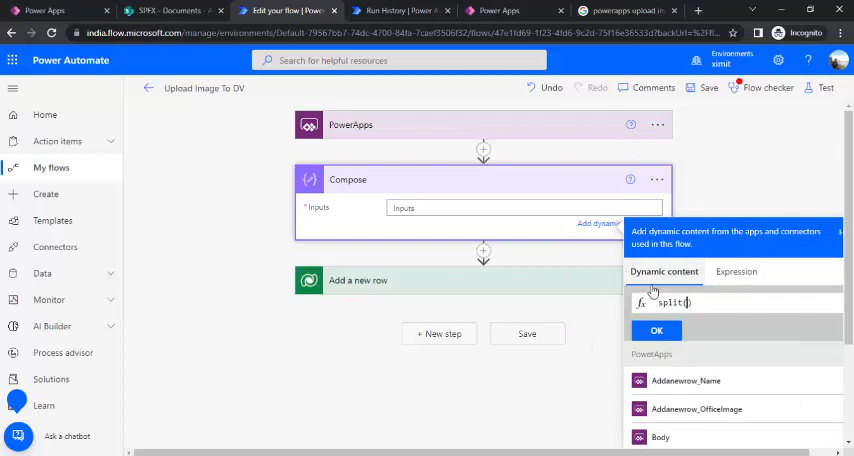 Power Apps
SPFX - Documents - A
Edit your flow | Power
Run History | Power A
Power Apps
powerapps upload im
india.flow.microsoft.com/manage/environments/Default-79567bb7-74dc-4700-84fa-7caef3506f32/flows/47e1fd69-1f23-4f6c-9c2d-75f16e36533d?backUrl=%2Ffl
Incognito
Power Automate
Search for helpful resources
Environments
ximit
Upload Image To DV
Undo
Redo
Comments
Save
Flow checker
Test
Home
Action items
My flows
Create
Templates
Connectors
Data
Monitor
AI Builder
Process advisor
Solutions
Learn
Ask a chatbot
PowerApps
Compose
* Inputs
Inputs
Add dynamic
Add a new row
+ New step
Save
Add dynamic content from the apps and connectors
used in this flow.
Dynamic content
Expression
fx split()
OK
PowerApps
Addanewrow_Name
Addanewrow_OfficeImage
Body